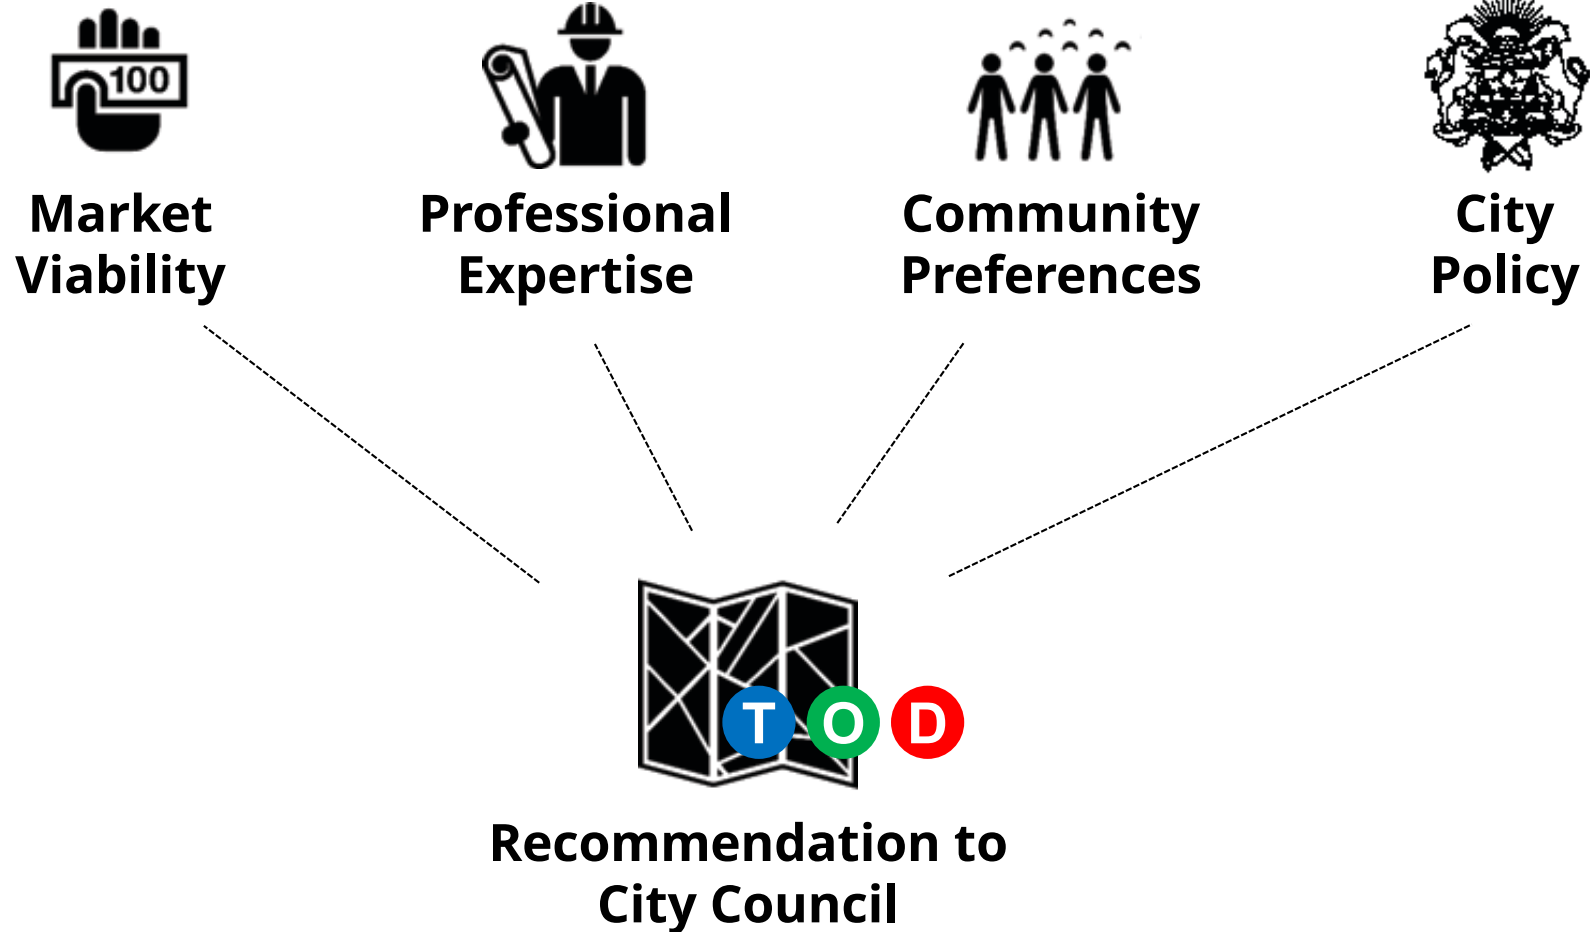 100
Market
Viability
Professional
Expertise
Community
Preferences
City
Policy
T O D
Recommendation to
City Council